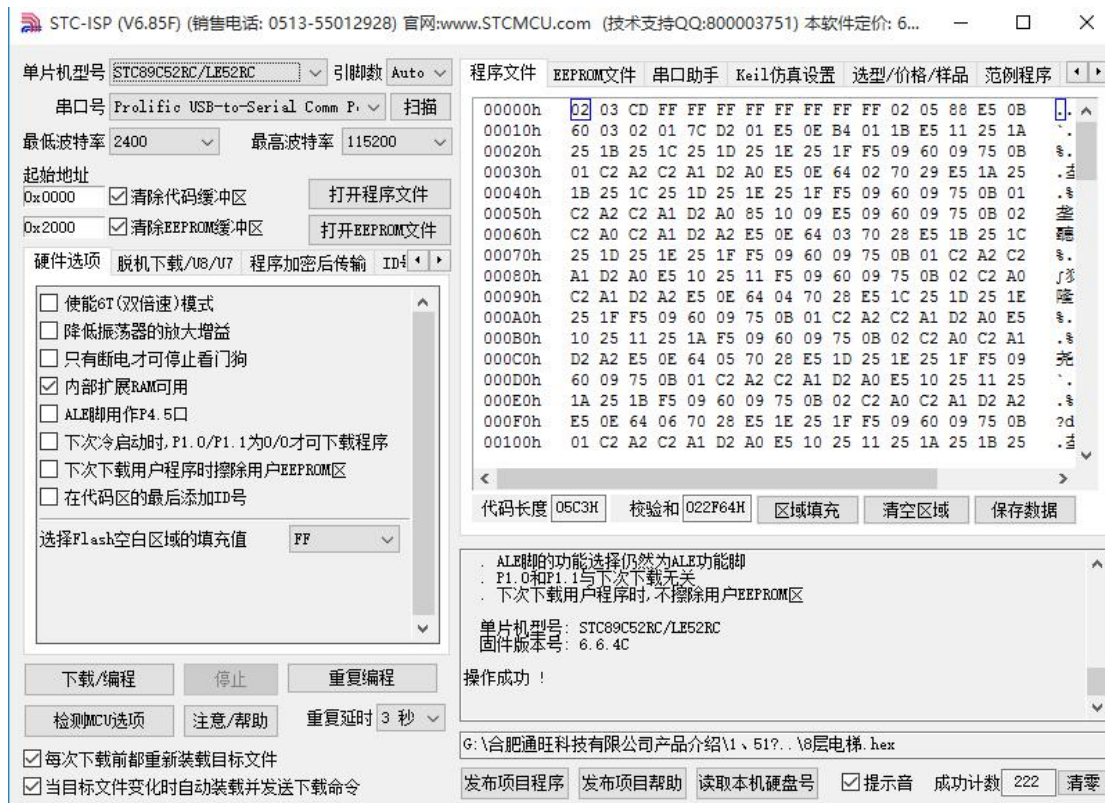 STC-ISP (V6.85F) (销售电话: 0513-55012928) 官网:www.STCMCU.com (技术支持QQ:800003751) 本软件定价: 6...
单片机型号 STC89C52RC/LE52RC 引脚数 Auto
串口号 Prolific USB-to-Serial Comm P 扫描
最低波特率 2400 最高波特率 115200
起始地址
0x0000 清除代码缓冲区 打开程序文件
0x2000 清除EEPROM缓冲区 打开EEPROM文件
硬件选项 脱机下载/U8/U7 程序加密后传输
使能6T(双倍速)模式
降低振荡器的放大增益
只有断电才可停止看门狗
内部扩展RAM可用
ALE脚用作P4.5口
下次冷启动时,P1.0/P1.1为0/0才可下载程序
下次下载用户程序时擦除用户EEPROM区
在代码区的最后添加ID号
选择Flash空白区域的填充值 FF
下载/编程 停止 重复编程
检测MCU选项 注意/帮助 重复延时 3 秒
每次下载前都重新装载目标文件
当目标文件变化时自动装载并发送下载命令
程序文件 EEPROM文件 串口助手 Keil仿真设置 选型/价格/样品 范例程序
00000h 02 03 CD FF FF FF FF FF FF FF FF 02 05 88 E5 0B
00010h 60 03 02 01 7C D2 01 E5 0E B4 01 1B E5 11 25 1A
00020h 25 1B 25 1C 25 1D 25 1E 25 1F F5 09 60 09 75 0B
00030h 01 C2 A2 C2 A1 D2 A0 E5 0E 64 02 70 29 E5 1A 25
00040h 1B 25 1C 25 1D 25 1E 25 1F F5 09 60 09 75 0B 01
00050h C2 A2 C2 A1 D2 A0 85 10 09 E5 09 60 09 75 0B 02
00060h C2 A0 C2 A1 D2 A2 E5 0E 64 03 70 28 E5 1B 25 1C
00070h 25 1D 25 1E 25 1F F5 09 60 09 75 0B 01 C2 A2 C2
00080h A1 D2 A0 E5 10 25 11 F5 09 60 09 75 0B 02 C2 A0
00090h C2 A1 D2 A2 E5 0E 64 04 70 28 E5 1C 25 1D 25 1E
000A0h 25 1F F5 09 60 09 75 0B 01 C2 A2 C2 A1 D2 A0 E5
000B0h 10 25 11 25 1A F5 09 60 09 75 0B 02 C2 A0 C2 A1
000C0h D2 A2 E5 0E 64 05 70 28 E5 1D 25 1E 25 1F F5 09
000D0h 60 09 75 0B 01 C2 A2 C2 A1 D2 A0 E5 10 25 11 25
000E0h 1A 25 1B F5 09 60 09 75 0B 02 C2 A0 C2 A1 D2 A2
000F0h E5 0E 64 06 70 28 E5 1E 25 1F F5 09 60 09 75 0B
00100h 01 C2 A2 C2 A1 D2 A0 E5 10 25 11 25 1A 25 1B 25
代码长度 05C3H 校验和 022F64H 区域填充 清空区域 保存数据
. ALE脚的功能选择仍然为ALE功能脚
. P1.0和P1.1与下次下载无关
. 下次下载用户程序时,不擦除用户EEPROM区
单片机型号: STC89C52RC/LE52RC
固件版本号: 6.6.4C
操作成功 !
G:\合肥通旺科技有限公司产品介绍\1、51?..\8层电梯.hex
发布项目程序 发布项目帮助 读取本机硬盘号 提示音 成功计数 222 清零